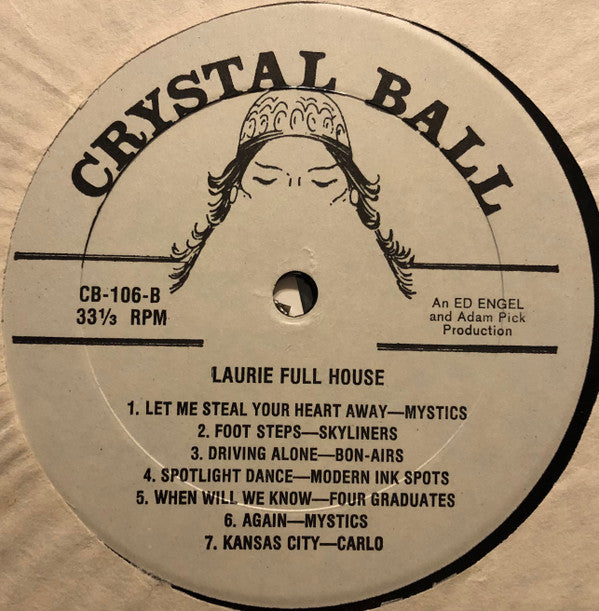 CRYSTAL BALL
CB-106-B
33⅓ RPM
An ED ENGEL
and Adam Pick
Production
LAURIE FULL HOUSE
1. LET ME STEAL YOUR HEART AWAY—MYSTICS
2. FOOT STEPS—SKYLINERS
3. DRIVING ALONE—BON-AIRS
4. SPOTLIGHT DANCE—MODERN INK SPOTS
5. WHEN WILL WE KNOW—FOUR GRADUATES
6. AGAIN—MYSTICS
7. KANSAS CITY—CARLO